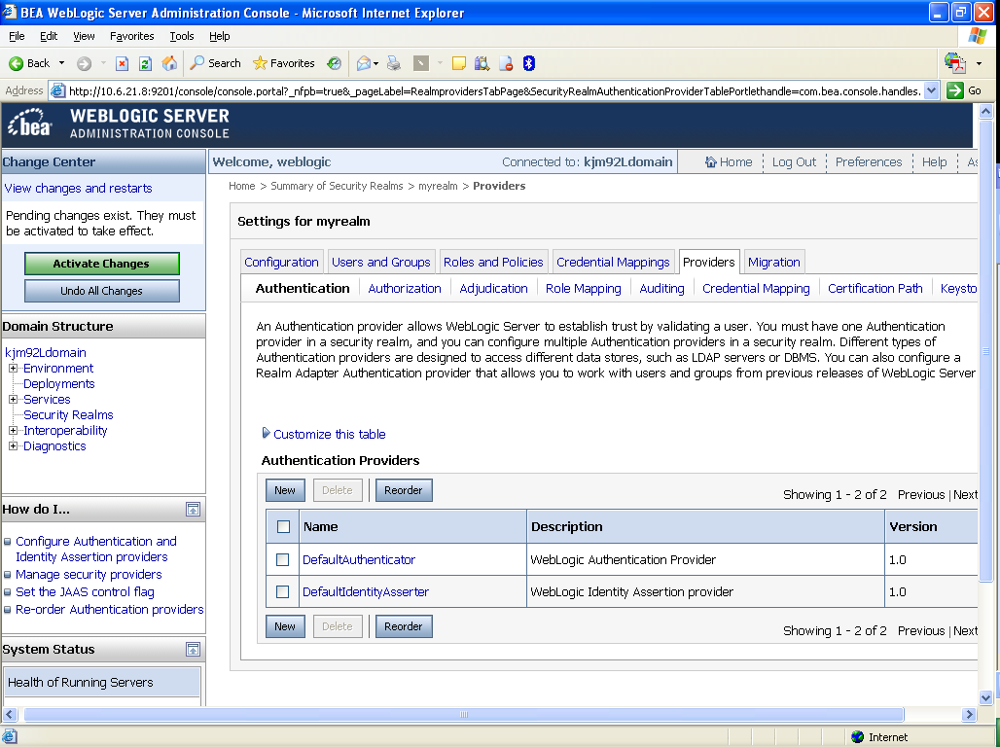 BEA WebLogic Server Administration Console - Microsoft Internet Explorer
File Edit View Favorites Tools Help
Back Search Favorites
Address http://10.6.21.8:9201/console/console.portal?_nfpb=true&_pageLabel=RealmprovidersTabPage&SecurityRealmAuthenticationProviderTablePortlethandle=com.bea.console.handles. Go
bea WEBLOGIC SERVER
ADMINISTRATION CONSOLE
Change Center
View changes and restarts
Pending changes exist. They must
be activated to take effect.
Activate Changes
Undo All Changes
Domain Structure
kjm92Ldomain
Environment
Deployments
Services
Security Realms
Interoperability
Diagnostics
How do I...
Configure Authentication and
Identity Assertion providers
Manage security providers
Set the JAAS control flag
Re-order Authentication providers
System Status
Health of Running Servers
Welcome, weblogic Connected to: kjm92Ldomain Home Log Out Preferences Help As
Home > Summary of Security Realms > myrealm > Providers
Settings for myrealm
Configuration Users and Groups Roles and Policies Credential Mappings Providers Migration
Authentication Authorization Adjudication Role Mapping Auditing Credential Mapping Certification Path Keysto
An Authentication provider allows WebLogic Server to establish trust by validating a user. You must have one Authentication
provider in a security realm, and you can configure multiple Authentication providers in a security realm. Different types of
Authentication providers are designed to access different data stores, such as LDAP servers or DBMS. You can also configure a
Realm Adapter Authentication provider that allows you to work with users and groups from previous releases of WebLogic Server
Customize this table
Authentication Providers
New Delete Reorder Showing 1 - 2 of 2 Previous | Next
Name Description Version
DefaultAuthenticator WebLogic Authentication Provider 1.0
DefaultIdentityAsserter WebLogic Identity Assertion provider 1.0
New Delete Reorder Showing 1 - 2 of 2 Previous | Next
Internet